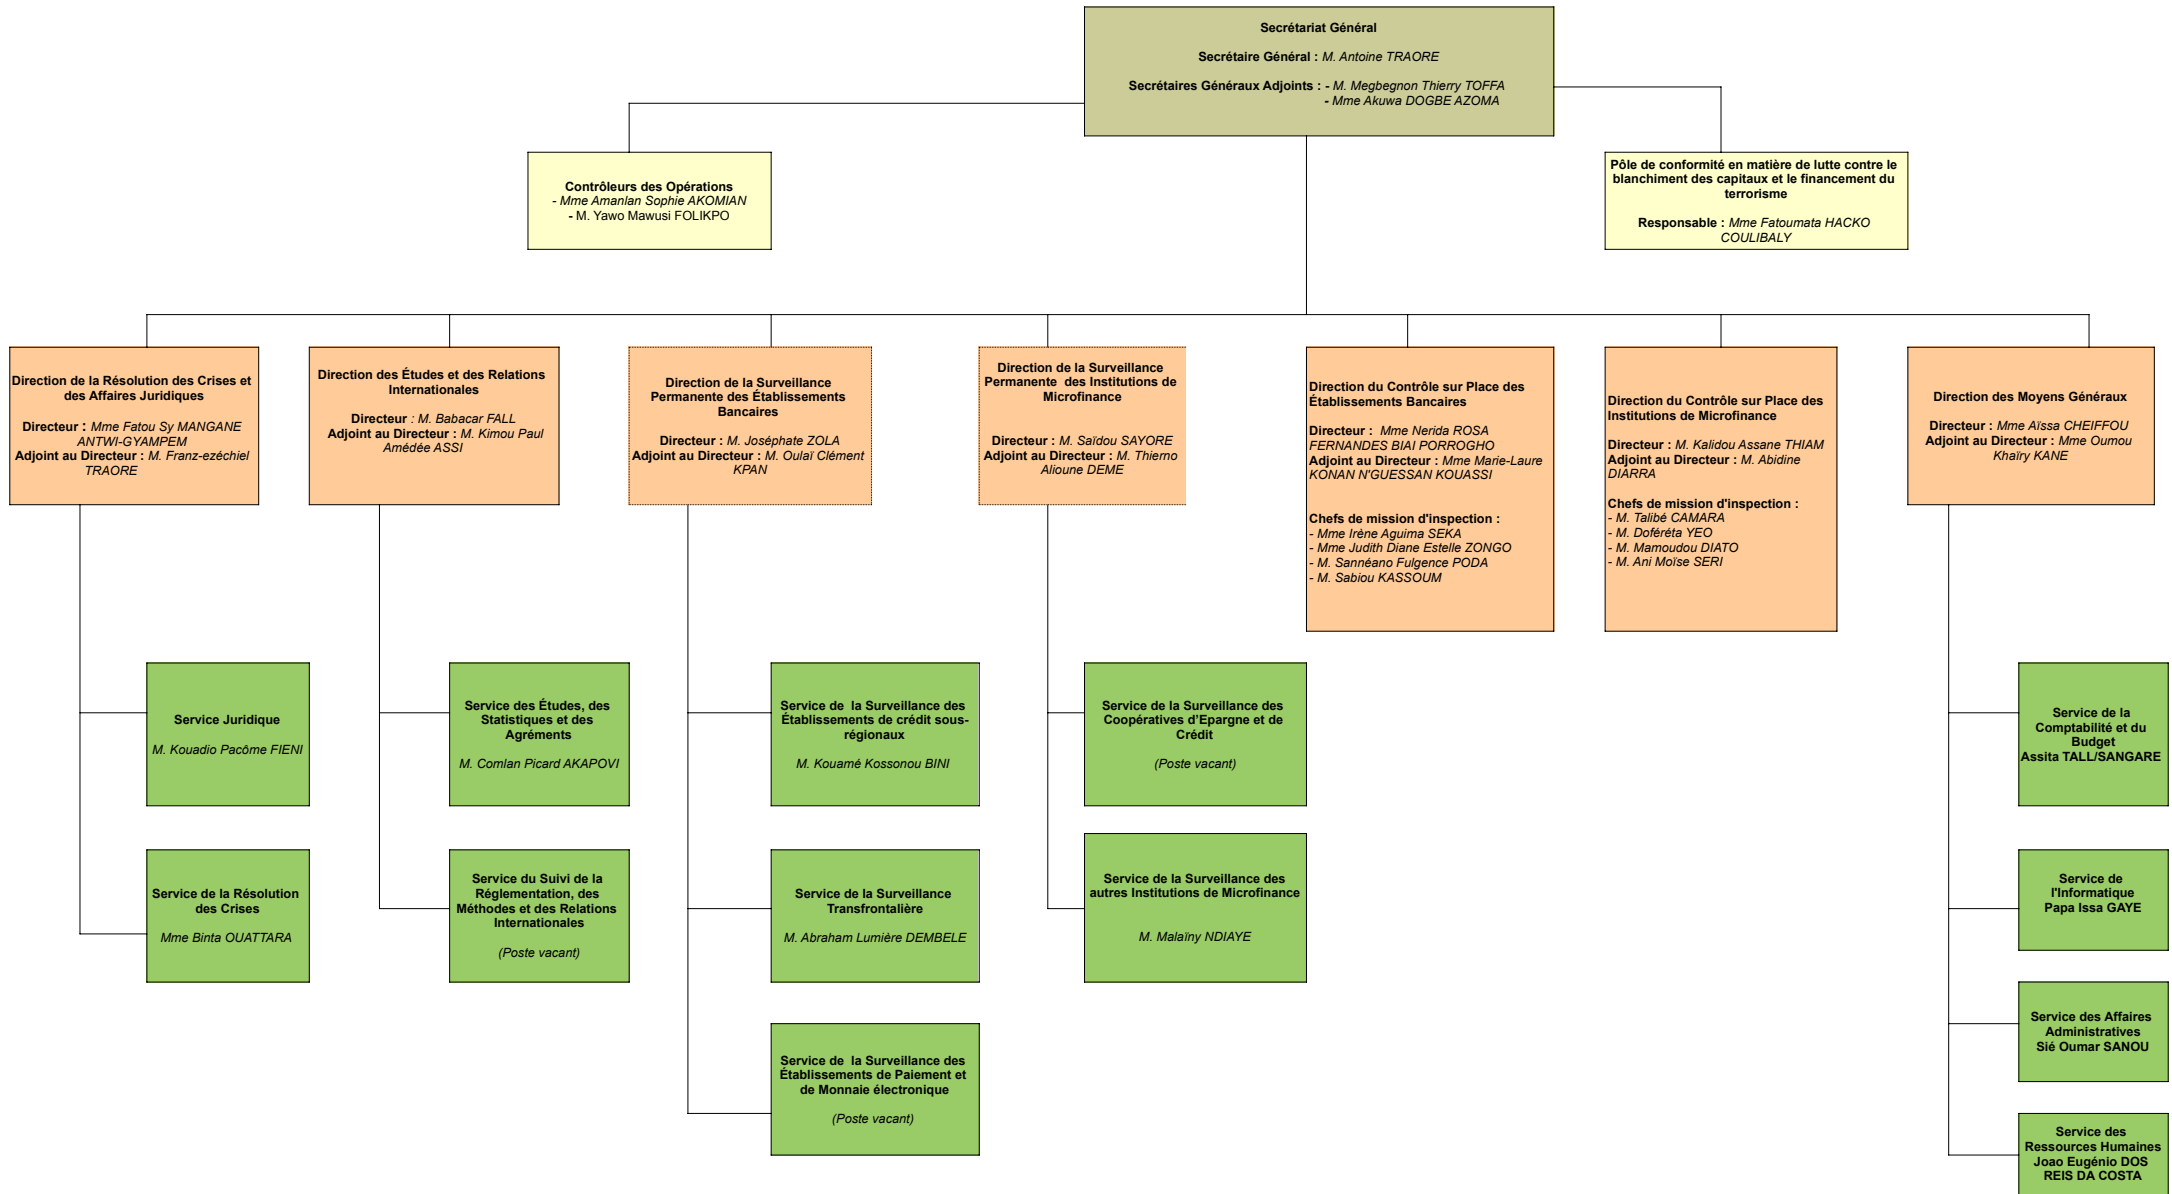 Secrétariat Général
Secrétaire Général : M. Antoine TRAORE
Secrétaires Généraux Adjoints : - M. Megbegnon Thierry TOFFA
- Mme Akuwa DOGBE AZOMA
Contrôleurs des Opérations
- Mme Amanlan Sophie AKOMIAN
- M. Yawo Mawusi FOLIKPO
Pôle de conformité en matière de lutte contre le
blanchiment des capitaux et le financement du
terrorisme
Responsable : Mme Fatoumata HACKO
COULIBALY
Direction de la Résolution des Crises et
des Affaires Juridiques
Directeur : Mme Fatou Sy MANGANE
ANTWI-GYAMPEM
Adjoint au Directeur : M. Franz-ezéchiel
TRAORE
Direction des Études et des Relations
Internationales
Directeur : M. Babacar FALL
Adjoint au Directeur : M. Kimou Paul
Amédée ASSI
Direction de la Surveillance
Permanente des Établissements
Bancaires
Directeur : M. Joséphate ZOLA
Adjoint au Directeur : M. Oulaï Clément
KPAN
Direction de la Surveillance
Permanente des Institutions de
Microfinance
Directeur : M. Saïdou SAYORE
Adjoint au Directeur : M. Thierno
Alioune DEME
Direction du Contrôle sur Place des
Établissements Bancaires
Directeur : Mme Nerida ROSA
FERNANDES BIAI PORROGHO
Adjoint au Directeur : Mme Marie-Laure
KONAN N'GUESSAN KOUASSI
Chefs de mission d'inspection :
- Mme Irène Aguima SEKA
- Mme Judith Diane Estelle ZONGO
- M. Sannéano Fulgence PODA
- M. Sabiou KASSOUM
Direction du Contrôle sur Place des
Institutions de Microfinance
Directeur : M. Kalidou Assane THIAM
Adjoint au Directeur : M. Abidine
DIARRA
Chefs de mission d'inspection :
- M. Talibé CAMARA
- M. Doféréta YEO
- M. Mamoudou DIATO
- M. Ani Moïse SERI
Direction des Moyens Généraux
Directeur : Mme Aïssa CHEIFFOU
Adjoint au Directeur : Mme Oumou
Khaïry KANE
Service Juridique
M. Kouadio Pacôme FIENI
Service des Études, des
Statistiques et des
Agréments
M. Comlan Picard AKAPOVI
Service de la Surveillance des
Établissements de crédit sous-
régionaux
M. Kouamé Kossonou BINI
Service de la Surveillance des
Coopératives d'Epargne et de
Crédit
(Poste vacant)
Service de la
Comptabilité et du
Budget
Assita TALL/SANGARE
Service de la Résolution
des Crises
Mme Binta OUATTARA
Service du Suivi de la
Réglementation, des
Méthodes et des Relations
Internationales
(Poste vacant)
Service de la Surveillance
Transfrontalière
M. Abraham Lumière DEMBELE
Service de la Surveillance des
autres Institutions de Microfinance
M. Malaïny NDIAYE
Service de
l'Informatique
Papa Issa GAYE
Service de la Surveillance des
Établissements de Paiement et
de Monnaie électronique
(Poste vacant)
Service des Affaires
Administratives
Sié Oumar SANOU
Service des
Ressources Humaines
Joao Eugénio DOS
REIS DA COSTA